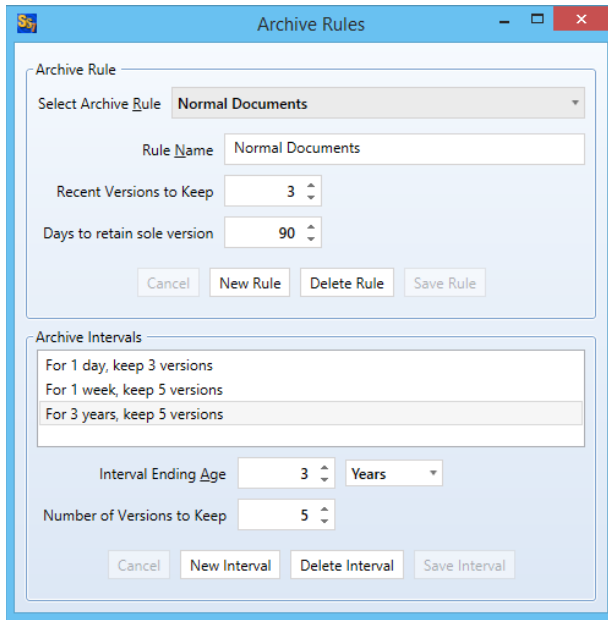 Ss7
Archive Rules
Archive Rule
Select Archive Rule Normal Documents
Rule Name Normal Documents
Recent Versions to Keep 3
Days to retain sole version 90
Cancel New Rule Delete Rule Save Rule
Archive Intervals
For 1 day, keep 3 versions
For 1 week, keep 5 versions
For 3 years, keep 5 versions
Interval Ending Age 3 Years
Number of Versions to Keep 5
Cancel New Interval Delete Interval Save Interval